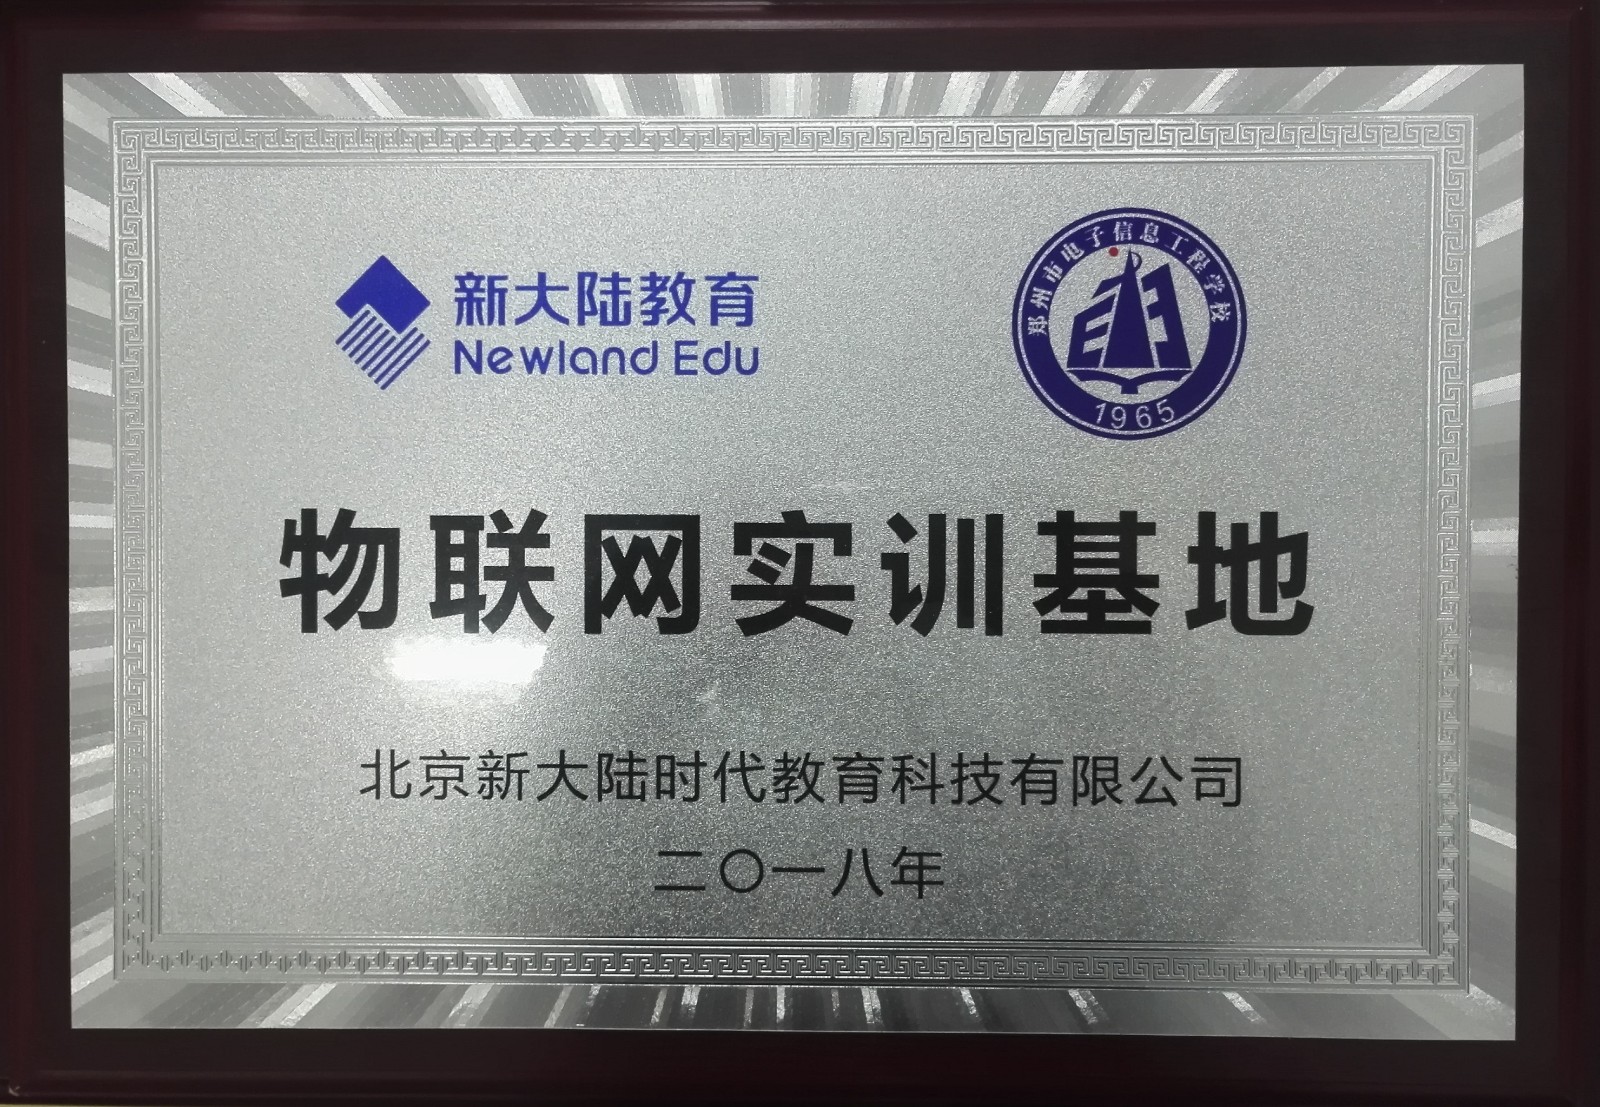 新大陆教育
Newland Edu
郑州市电子信息工程学校
1965
物联网实训基地
北京新大陆时代教育科技有限公司
二〇一八年